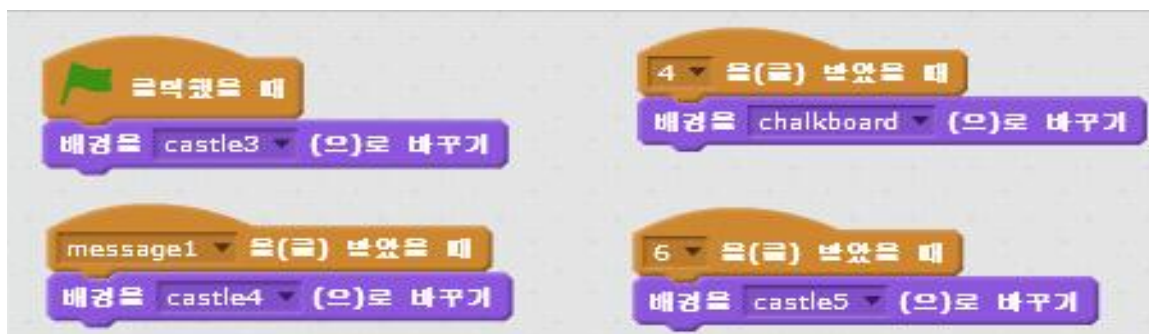 클릭했을 때
배경을 castle3 (으)로 바꾸기
message1 을(를) 받았을 때
배경을 castle4 (으)로 바꾸기
4 을(를) 받았을 때
배경을 chalkboard (으)로 바꾸기
6 을(를) 받았을 때
배경을 castle5 (으)로 바꾸기